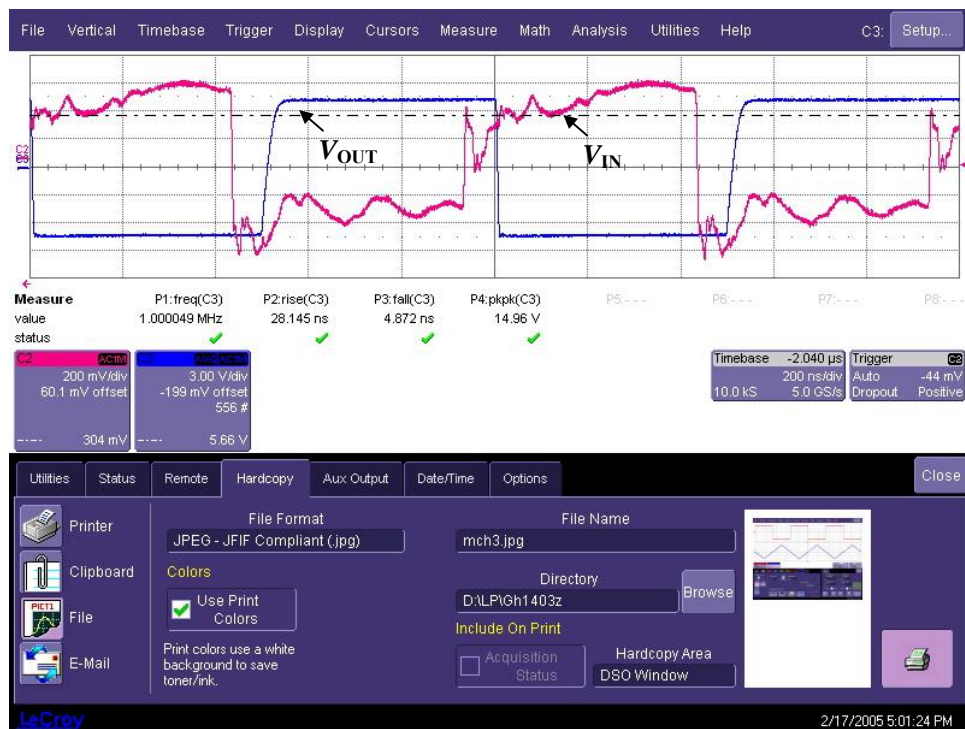 File Vertical Timebase Trigger Display Cursors Measure Math Analysis Utilities Help C3: Setup...
C2
VOUT
VIN
Measure P1:freq(C3) P2:rise(C3) P3:fall(C3) P4:pkpk(C3) P5:- - - P6:- - - P7:- - - P8:- - -
value 1.000049 MHz 28.145 ns 4.872 ns 14.96 V
status
C2 AC1M
200 mV/div 3.00 V/div
60.1 mV offset -199 mV offset
556 #
304 mV 5.66 V
Timebase -2.040 µs Trigger C2
200 ns/div Auto -44 mV
10.0 kS 5.0 GS/s Dropout Positive
Utilities Status Remote Hardcopy Aux Output Date/Time Options Close
Printer
Clipboard
File
E-Mail
File Format
JPEG - JFIF Compliant (.jpg)
Colors
Use Print
Colors
Print colors use a white
background to save
toner/ink.
File Name
mch3.jpg
Directory
D:\LP\Gh1403z
Browse
Include On Print
Acquisition
Status
Hardcopy Area
DSO Window
PICT1
LeCroy
2/17/2005 5:01:24 PM